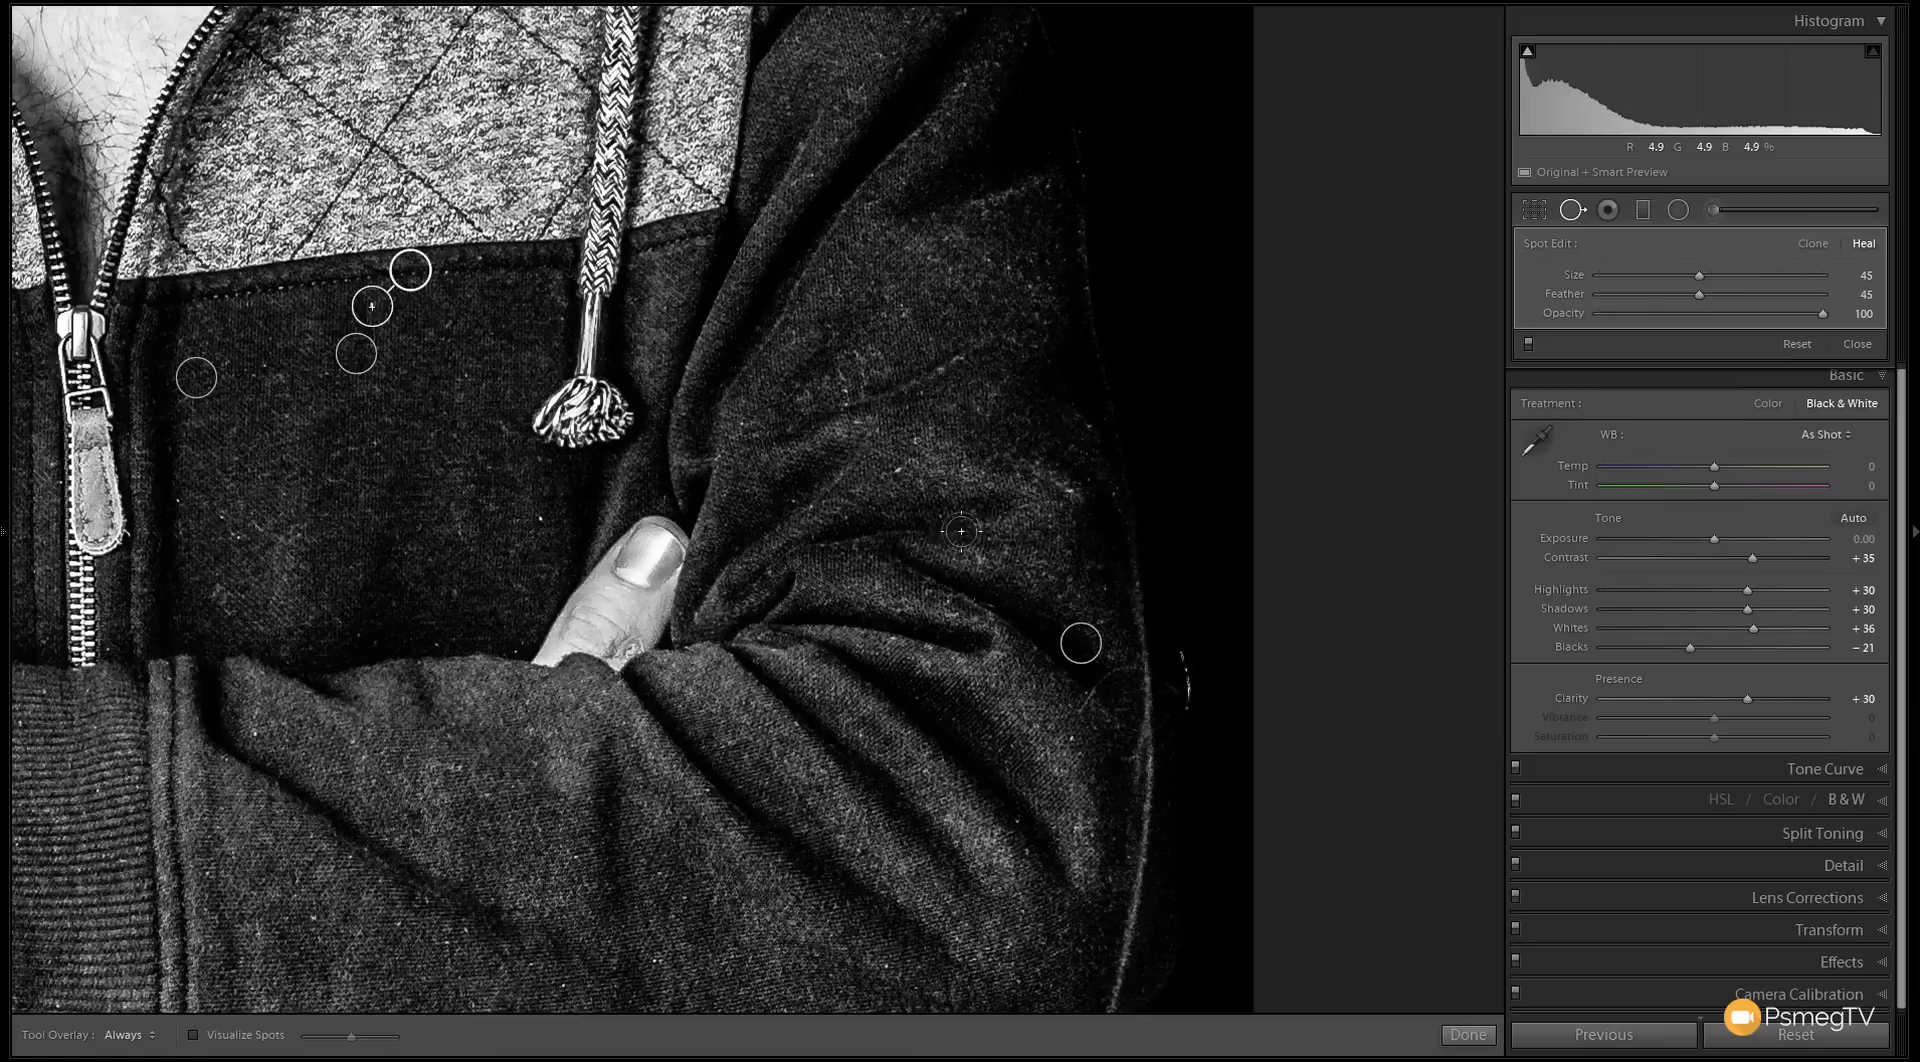 Histogram
R 4.9 G 4.9 B 4.9 %
Original + Smart Preview
Spot Edit : Clone Heal
Size 45
Feather 45
Opacity 100
Reset Close
Basic
Treatment : Color Black & White
WB : As Shot
Temp 0
Tint 0
Tone Auto
Exposure 0.00
Contrast + 35
Highlights + 30
Shadows + 30
Whites + 36
Blacks – 21
Presence
Clarity + 30
Vibrance 0
Saturation 0
Tone Curve
HSL / Color / B & W
Split Toning
Detail
Lens Corrections
Transform
Effects
Camera Calibration
PsmegTV
Tool Overlay : Always Visualize Spots Done Previous Reset